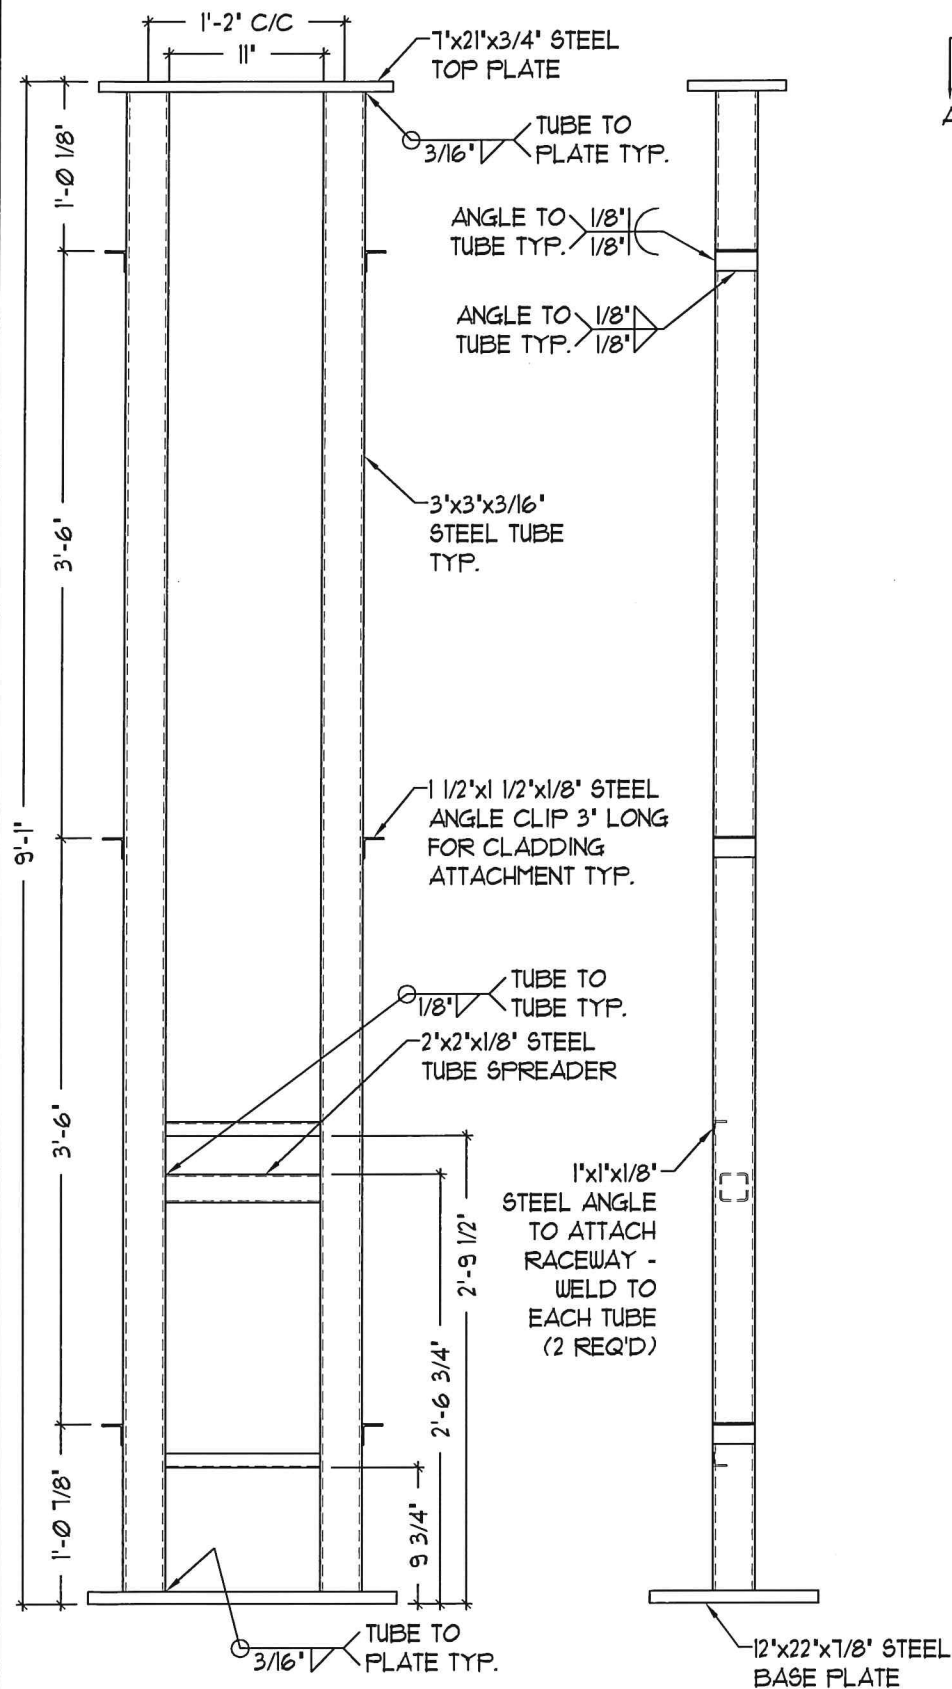 1'-2" C/C
11"
7"x21"x3/4" STEEL
TOP PLATE
TUBE TO
3/16"
PLATE TYP.
1'-Ø 1/8"
ANGLE TO
TUBE TYP.
1/8"
1/8"
ANGLE TO
TUBE TYP.
1/8"
1/8"
3'-6"
3"x3"x3/16"
STEEL TUBE
TYP.
9'-1"
1 1/2"x1 1/2"x1/8" STEEL
ANGLE CLIP 3" LONG
FOR CLADDING
ATTACHMENT TYP.
3'-6"
TUBE TO
1/8"
TUBE TYP.
2"x2"x1/8" STEEL
TUBE SPREADER
1"x1"x1/8"
STEEL ANGLE
TO ATTACH
RACEWAY -
WELD TO
EACH TUBE
(2 REQ'D)
2'-9 1/2"
2'-6 3/4"
9 3/4"
1'-Ø 7/8"
TUBE TO
3/16"
PLATE TYP.
12"x22"x7/8" STEEL
BASE PLATE